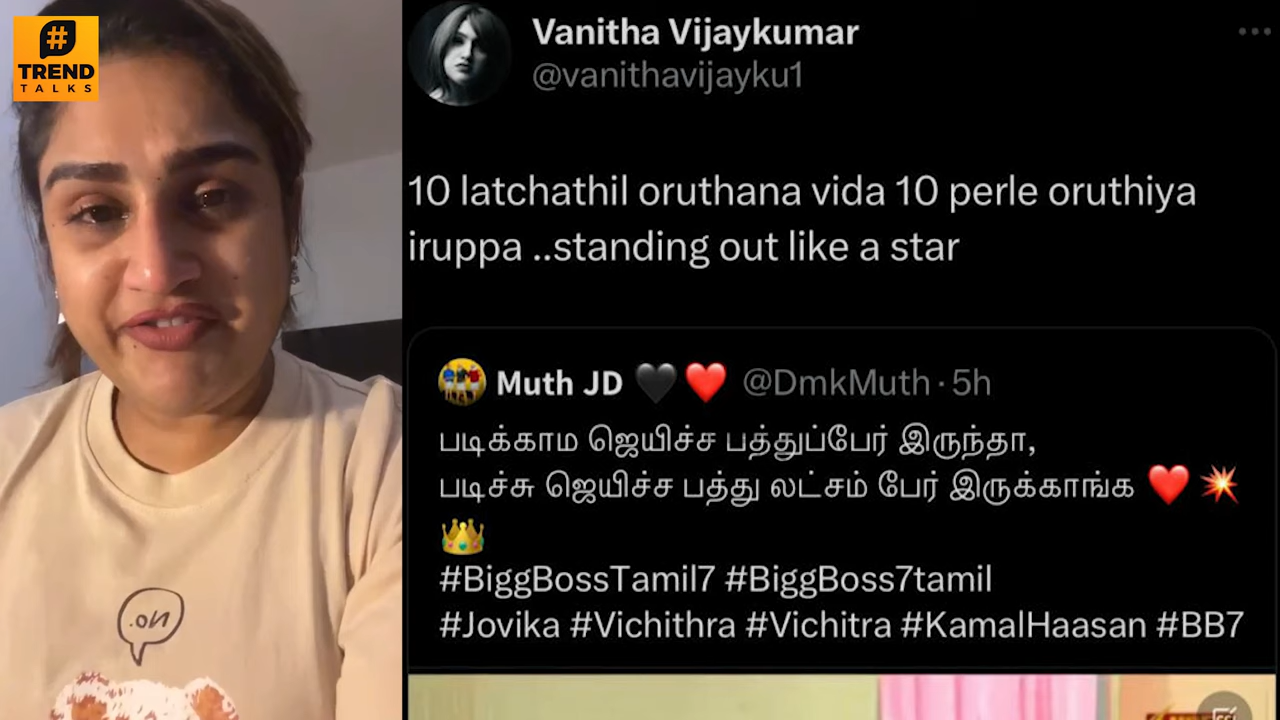 #
TREND
TALKS
Vanitha Vijaykumar
@vanithavijayku1
10 latchathil oruthana vida 10 perle oruthiya
iruppa ..standing out like a star
Muth JD 🖤❤️ @DmkMuth · 5h
படிக்காம ஜெயிச்ச பத்துப்பேர் இருந்தா,
படிச்சு ஜெயிச்ச பத்து லட்சம் பேர் இருக்காங்க ❤️💥
👑
#BiggBossTamil7 #BiggBoss7tamil
#Jovika #Vichithra #Vichitra #KamalHaasan #BB7
.on